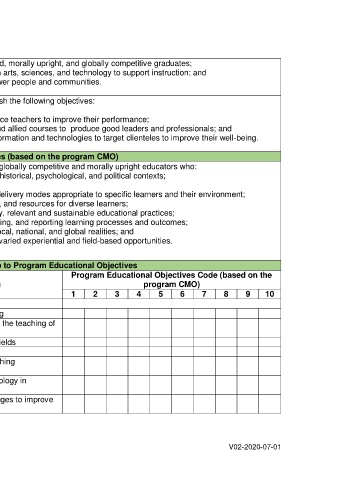 d, morally upright, and globally competitive graduates;
arts, sciences, and technology to support instruction; and
wer people and communities.
sh the following objectives:
ce teachers to improve their performance;
d allied courses to produce good leaders and professionals; and
ormation and technologies to target clienteles to improve their well-being.
s (based on the program CMO)
globally competitive and morally upright educators who:
historical, psychological, and political contexts;
delivery modes appropriate to specific learners and their environment;
, and resources for diverse learners;
y, relevant and sustainable educational practices;
ing, and reporting learning processes and outcomes;
ocal, national, and global realities; and
varied experiential and field-based opportunities.
p to Program Educational Objectives
Program Educational Objectives Code (based on the
program CMO)
1 2 3 4 5 6 7 8 9 10
g
the teaching of
ields
hing
ology in
ges to improve
V02-2020-07-01